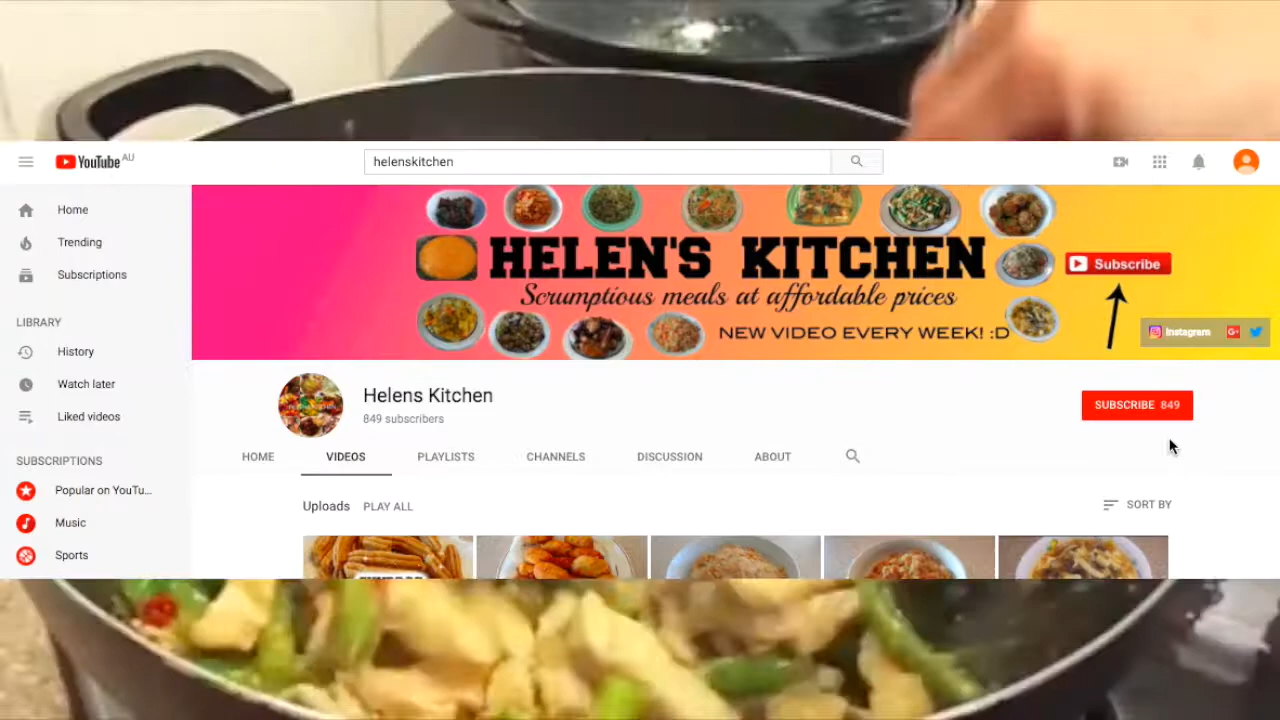 YouTube AU
helenskitchen
Home
Trending
Subscriptions
LIBRARY
History
Watch later
Liked videos
SUBSCRIPTIONS
Popular on YouTu...
Music
Sports
HELEN'S KITCHEN
Scrumptious meals at affordable prices
NEW VIDEO EVERY WEEK! :D
Subscribe
Instagram G+
Helens Kitchen
849 subscribers
SUBSCRIBE 849
HOME VIDEOS PLAYLISTS CHANNELS DISCUSSION ABOUT
Uploads PLAY ALL SORT BY